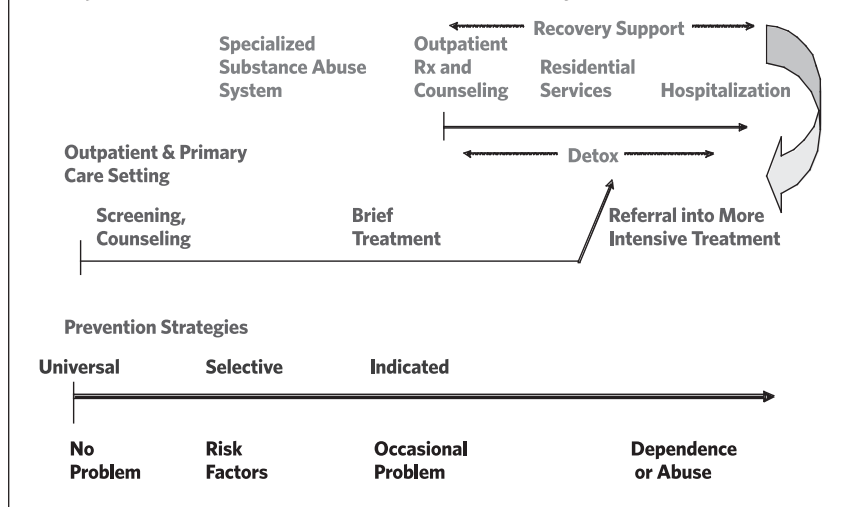 Recovery Support
Specialized
Substance Abuse
System
Outpatient
Rx and
Counseling
Residential
Services
Hospitalization
Detox
Outpatient & Primary
Care Setting
Screening,
Counseling
Brief
Treatment
Referral into More
Intensive Treatment
Prevention Strategies
Universal
Selective
Indicated
No
Problem
Risk
Factors
Occasional
Problem
Dependence
or Abuse